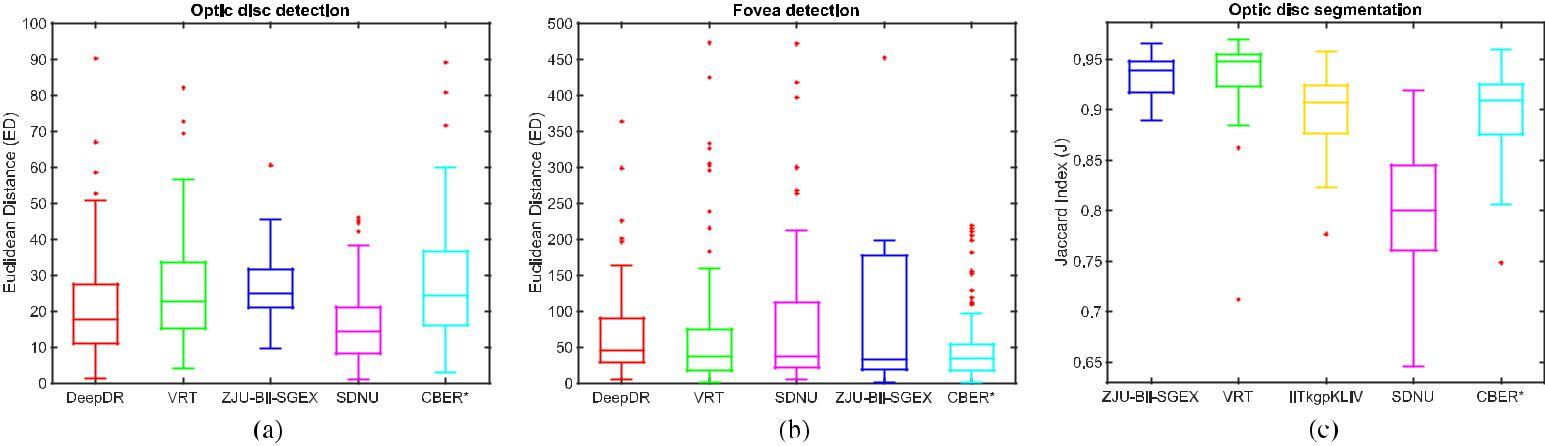 Optic disc detection
Euclidean Distance (ED)
100
90
80
70
60
50
40
30
20
10
0
DeepDR VRT ZJU-BII-SGEX SDNU CBER*
(a)
Fovea detection
Euclidean Distance (ED)
500
450
400
350
300
250
200
150
100
50
0
DeepDR VRT SDNU ZJU-BII-SGEX CBER*
(b)
Optic disc segmentation
Jaccard Index (J)
0,95
0,9
0,85
0,8
0,75
0,7
0,65
ZJU-BII-SGEX VRT IITkgpKLIV SDNU CBER*
(c)